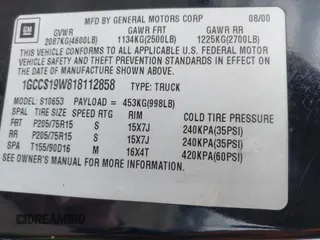 GM
MFD BY GENERAL MOTORS CORP 08/00
GVWR GAWR FRT GAWR RR
2087KG(4600LB) 1134KG(2500LB) 1225KG(2700LB)
THIS VEHICLE CONFORMS TO ALL APPLICABLE U.S. FEDERAL MOTOR
VEHICLE SAFETY AND THEFT PREVENTION STANDARDS IN EFFECT ON
THE DATE OF MANUFACTURE SHOWN ABOVE.
1GCCS19W818112858 TYPE: TRUCK
MODEL: S10653 PAYLOAD = 453KG(998LB)
SPAL TIRE SIZE SPEED RTG RIM COLD TIRE PRESSURE
FRT P205/75R15 S 15X7J 240KPA(35PSI)
RR P205/75R15 S 15X7J 240KPA(35PSI)
SPA T155/90D16 M 16X4T 420KPA(60PSI)
SEE OWNER'S MANUAL FOR MORE INFORMATION.
DREAMBID